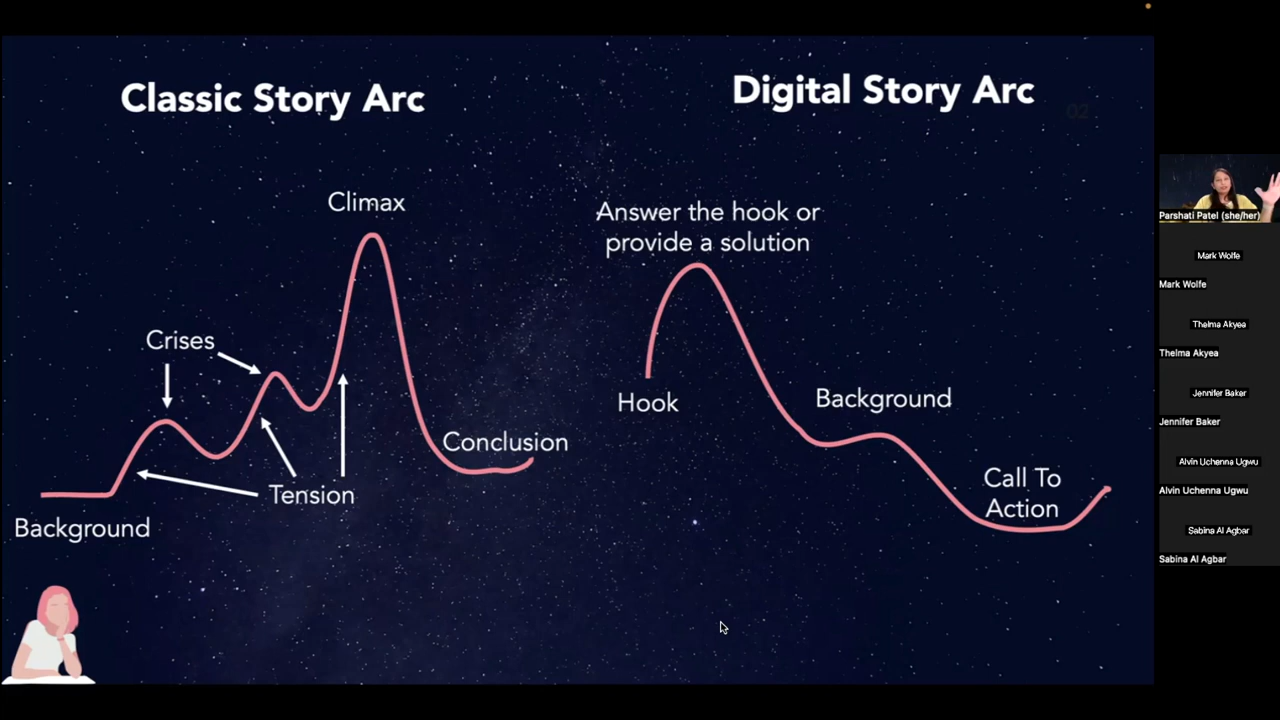 Classic Story Arc
Climax
Crises
Conclusion
Tension
Background
Digital Story Arc
02
Answer the hook or
provide a solution
Hook
Background
Call To
Action
Parshati Patel (she/her)
Mark Wolfe
Mark Wolfe
Thelma Akyea
Thelma Akyea
Jennifer Baker
Jennifer Baker
Alvin Uchenna Ugwu
Alvin Uchenna Ugwu
Sabina Al Agbar
Sabina Al Agbar